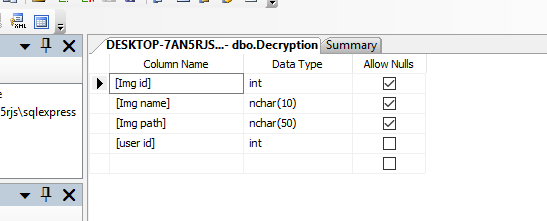 DESKTOP-7AN5RJS...- dbo.Decryption Summary
Column Name Data Type Allow Nulls
[Img id] int
[Img name] nchar(10)
[Img path] nchar(50)
[user id] int
e
5rjs\sqlexpress